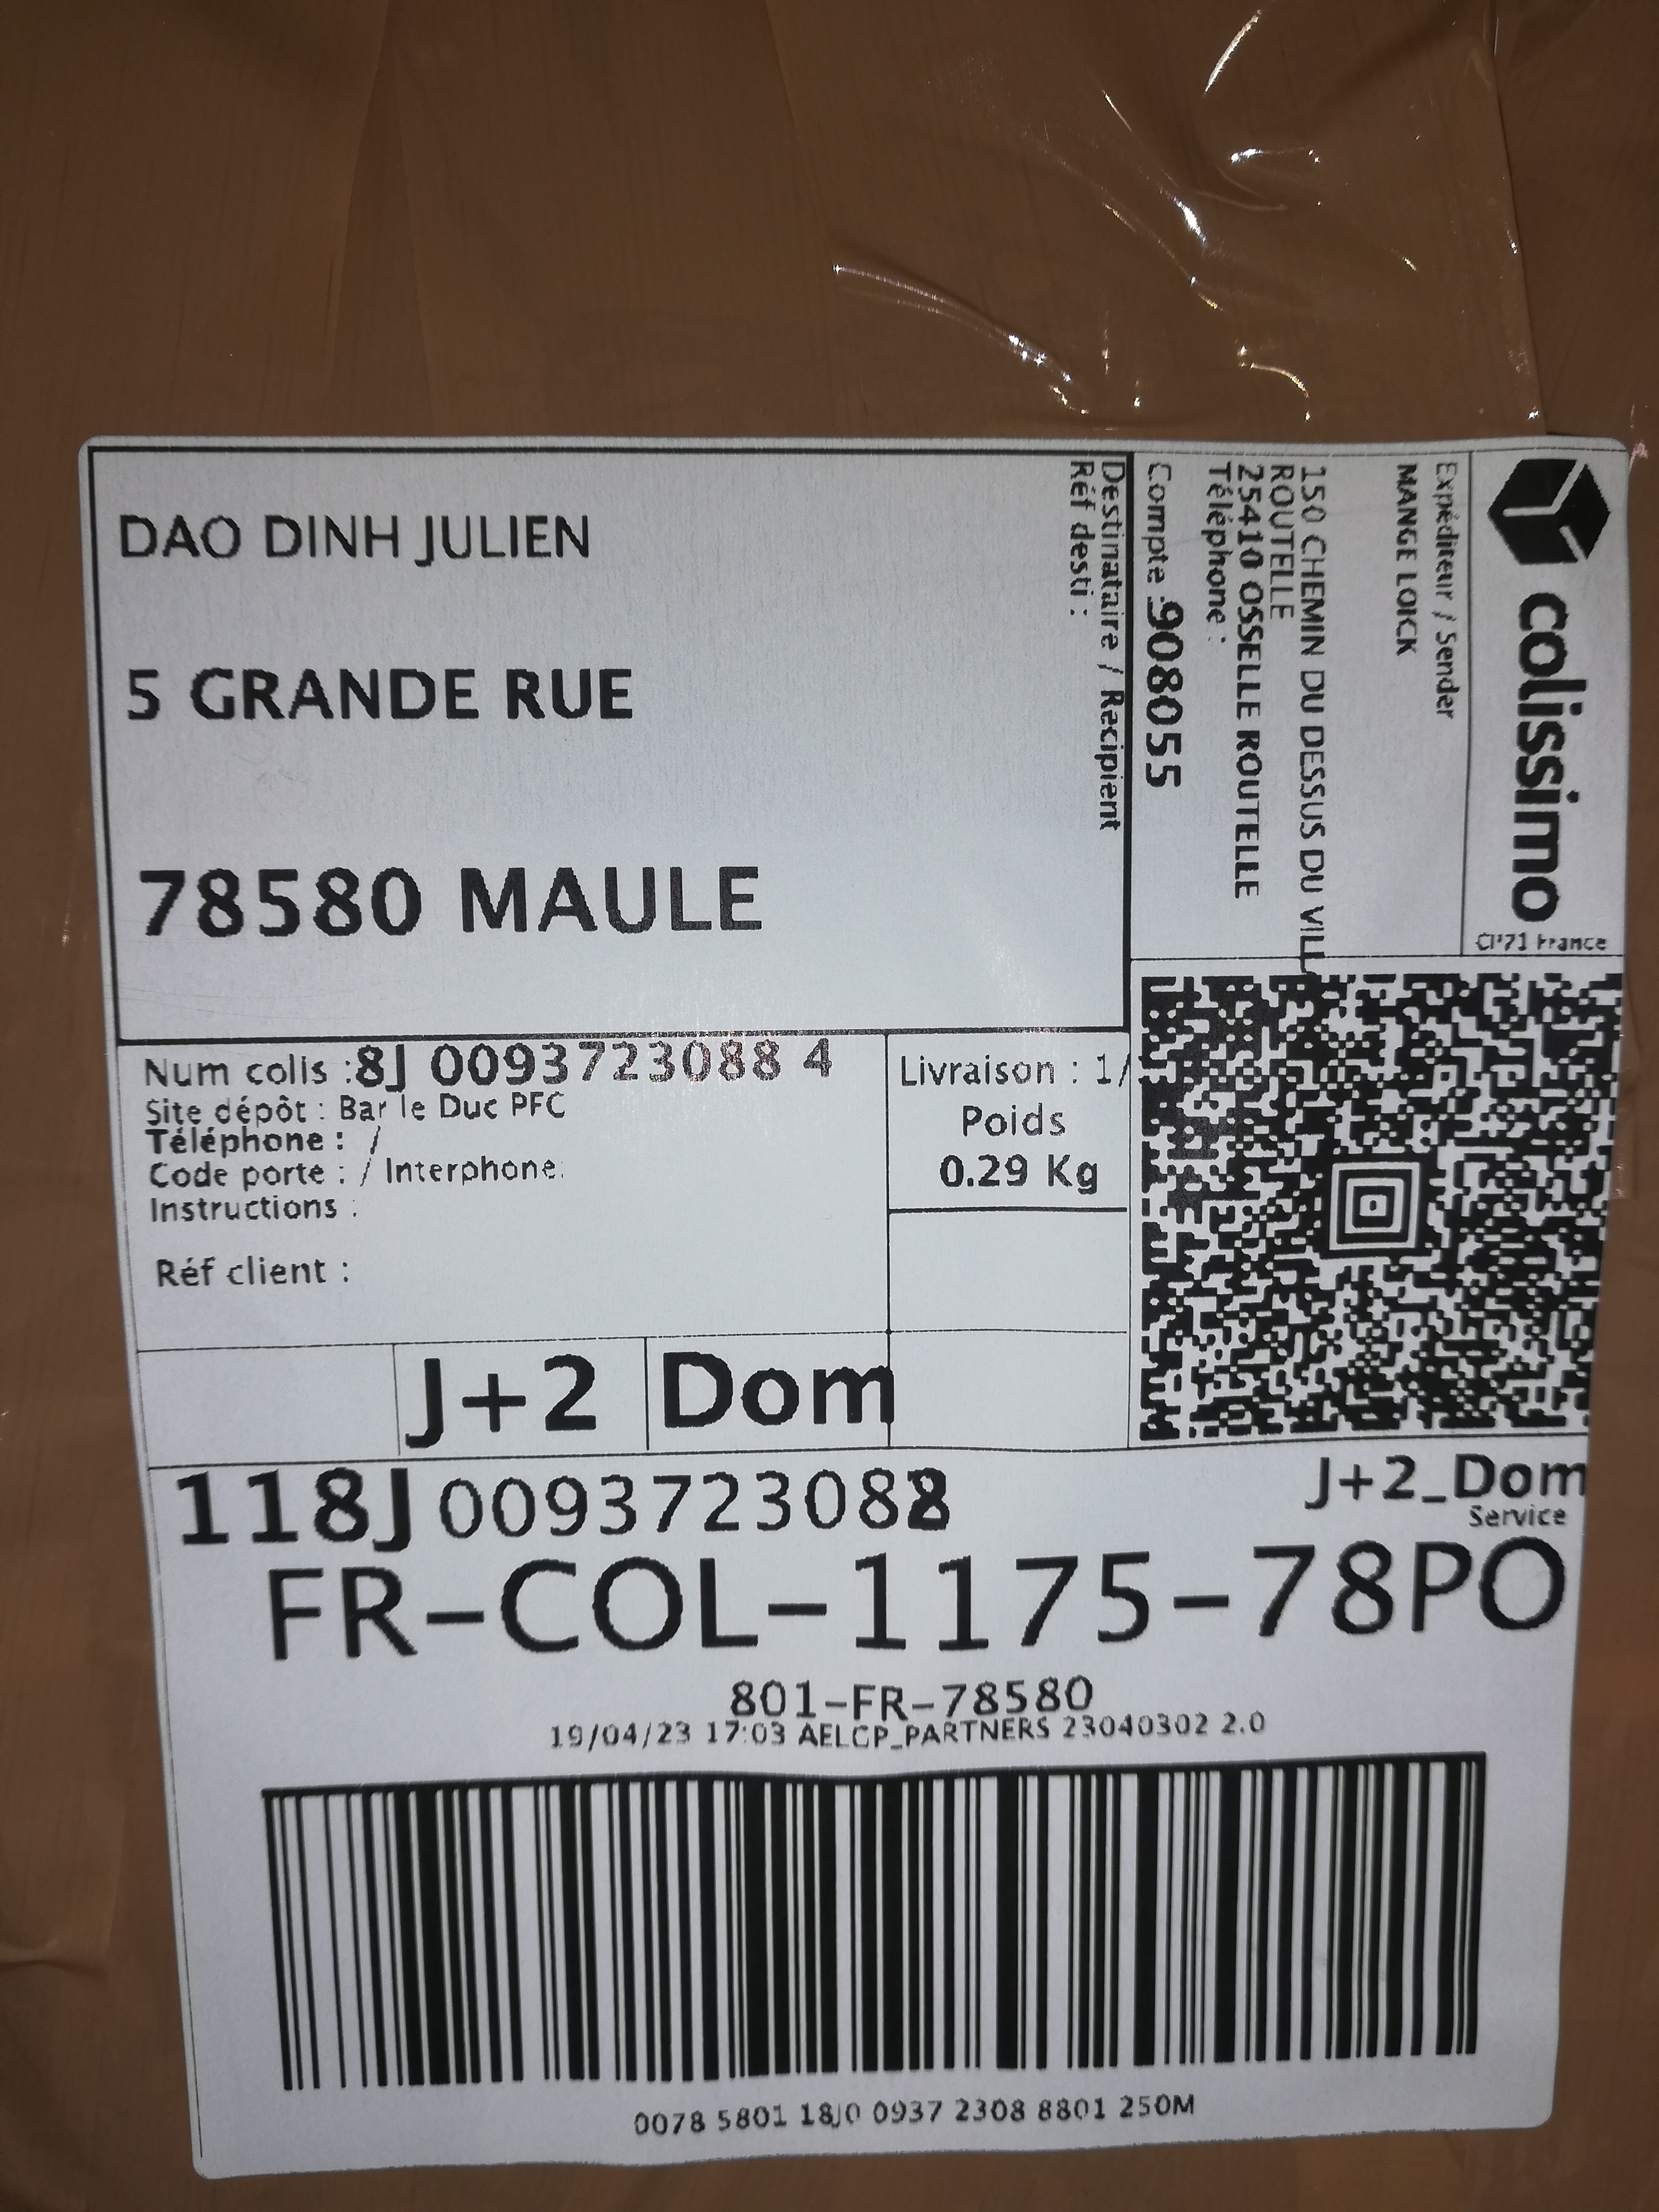 colissimo
CP71 France
Expéditeur / Sender
MANGE LOICK
150 CHEMIN DU DESSUS DU VILL
ROUTELLE
25410 OSSELLE ROUTELLE
Téléphone :
Compte :908055
Destinataire / Recipient
Réf desti :
DAO DINH JULIEN
5 GRANDE RUE
78580 MAULE
Num colis :8J 0093723088 4
Site dépôt : Bar le Duc PFC
Téléphone : /
Code porte : / Interphone:
Instructions :
Réf client :
Livraison : 1/
Poids
0.29 Kg
J+2 Dom
118J0093723088
J+2_Dom
Service
FR-COL-1175-78PO
801-FR-78580
19/04/23 17:03 AELGP_PARTNERS 23040302 2.0
0078 5801 18J0 0937 2308 8801 250M